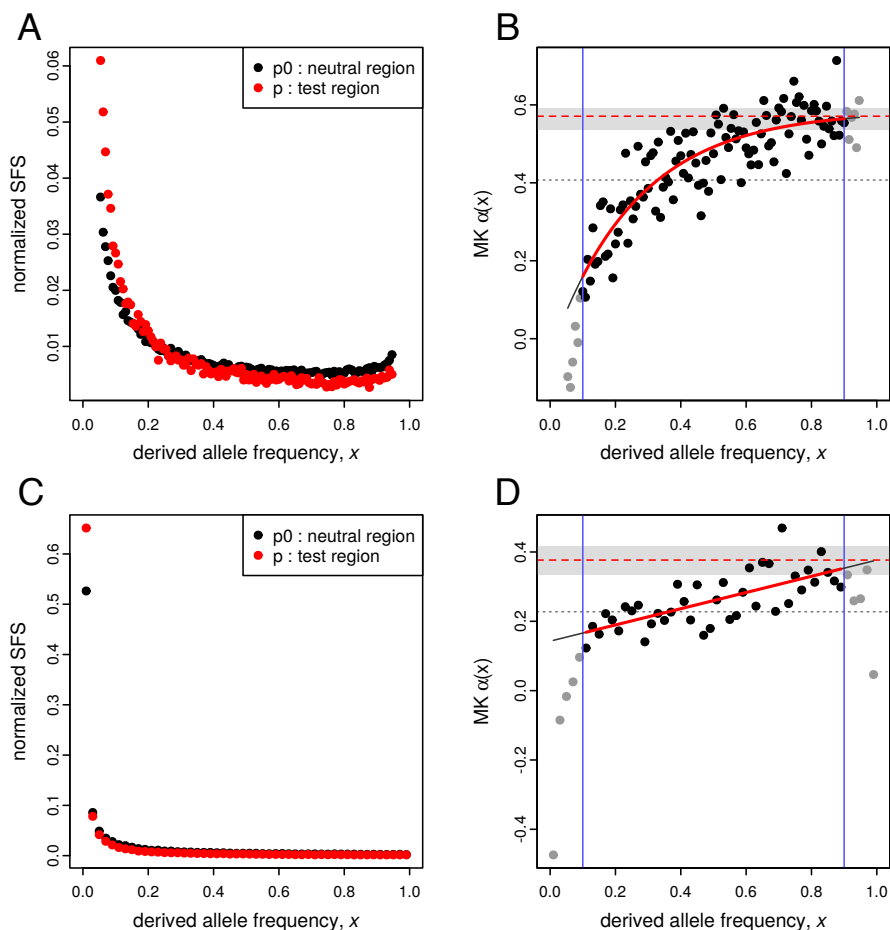 A
0.01 0.02 0.03 0.04 0.05 0.06
normalized SFS
p0 : neutral region
p : test region
0.0 0.2 0.4 0.6 0.8 1.0
derived allele frequency, x
B
0.0 0.2 0.4 0.6
MK α(x)
0.0 0.2 0.4 0.6 0.8 1.0
derived allele frequency, x
C
0.0 0.1 0.2 0.3 0.4 0.5 0.6
normalized SFS
p0 : neutral region
p : test region
0.0 0.2 0.4 0.6 0.8 1.0
derived allele frequency, x
D
-0.4 -0.2 0.0 0.2 0.4
MK α(x)
0.0 0.2 0.4 0.6 0.8 1.0
derived allele frequency, x